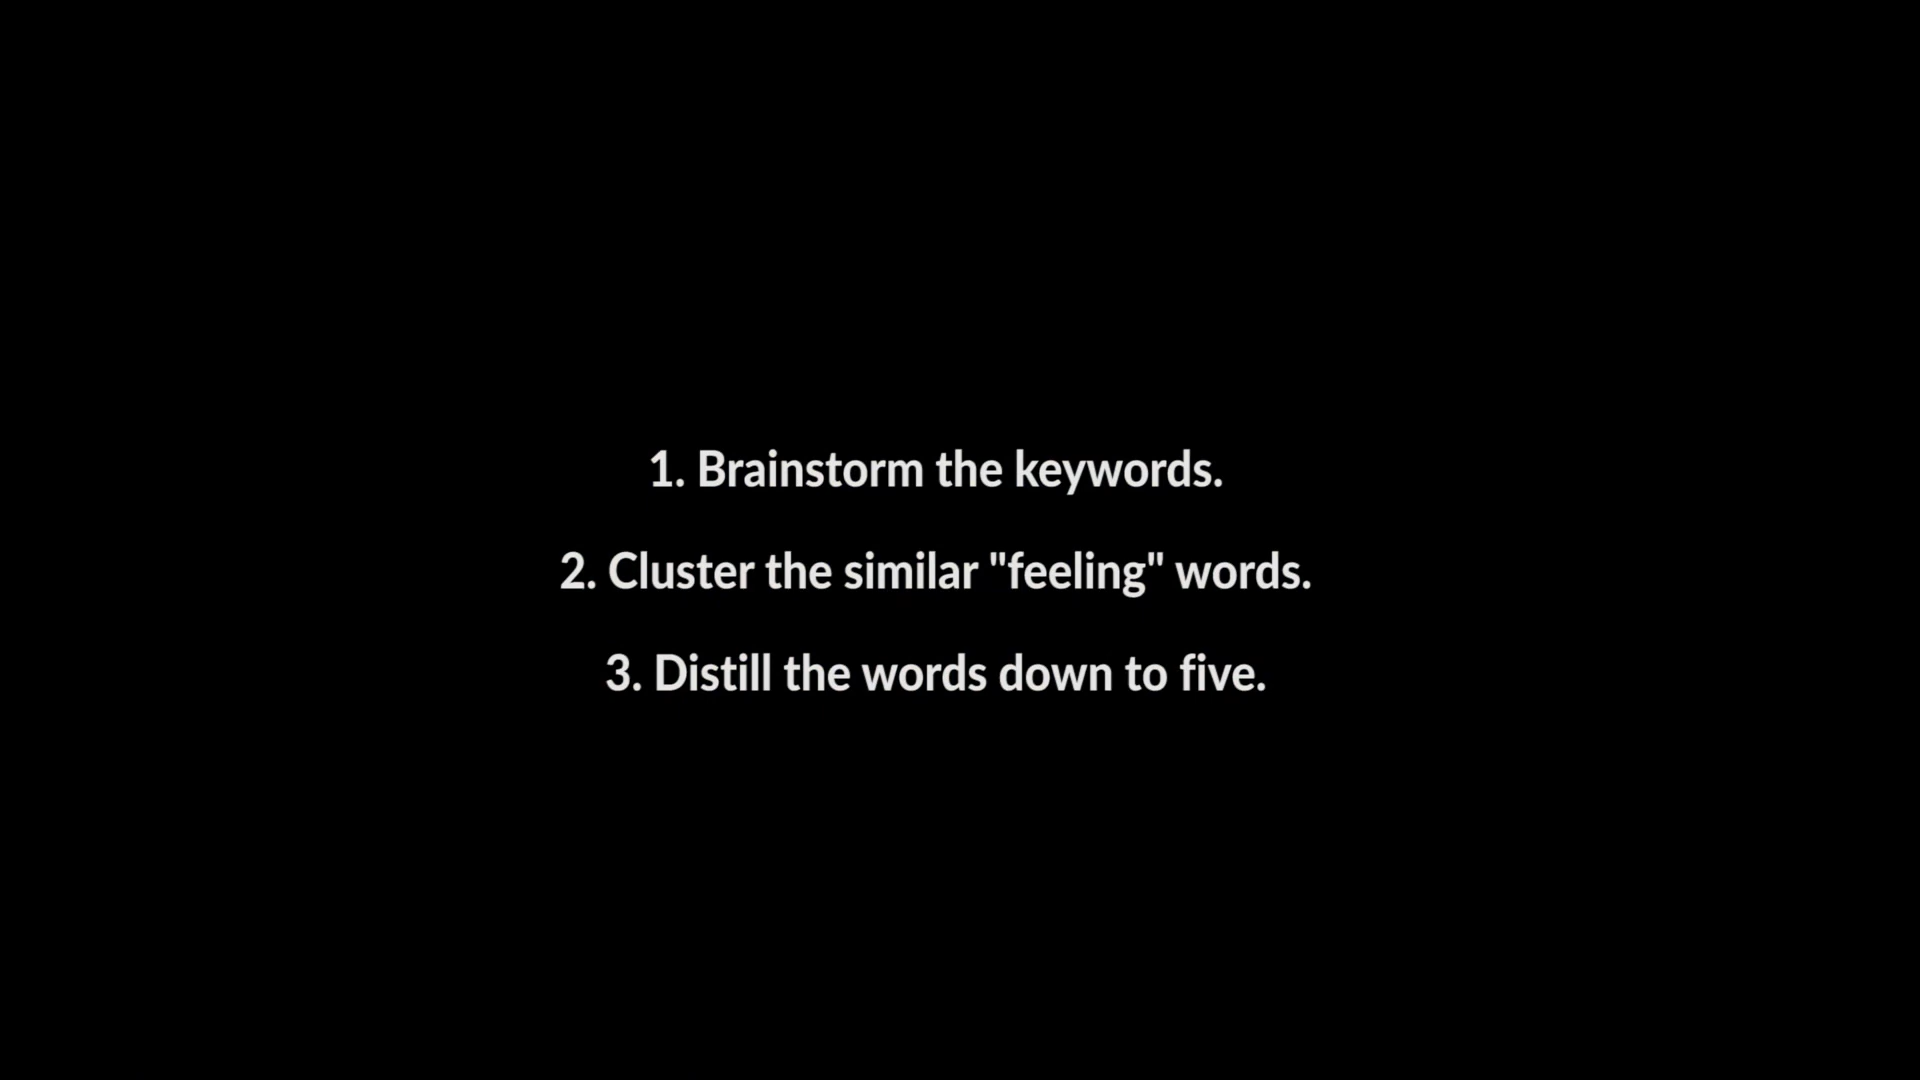 1. Brainstorm the keywords.
2. Cluster the similar "feeling" words.
3. Distill the words down to five.